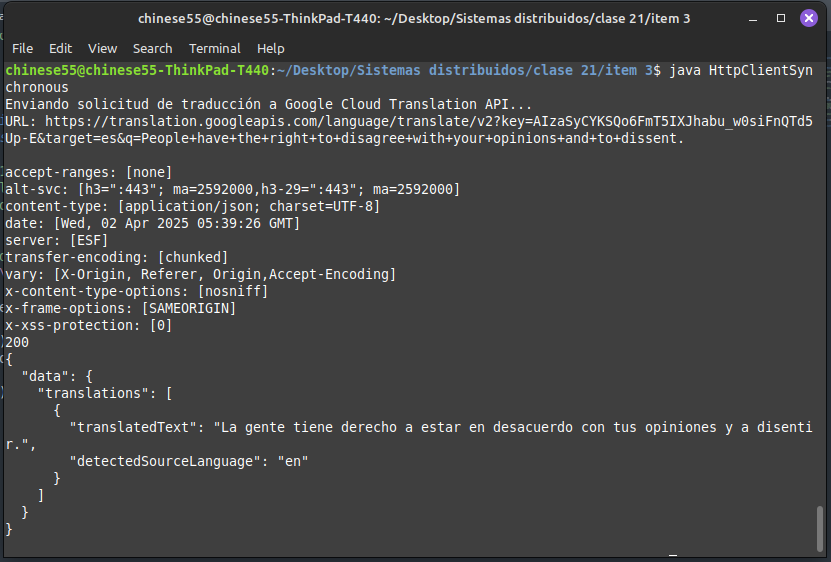 chinese55@chinese55-ThinkPad-T440: ~/Desktop/Sistemas distribuidos/clase 21/item 3
File Edit View Search Terminal Help
chinese55@chinese55-ThinkPad-T440:~/Desktop/Sistemas distribuidos/clase 21/item 3$ java HttpClientSyn
chronous
Enviando solicitud de traducción a Google Cloud Translation API...
URL: https://translation.googleapis.com/language/translate/v2?key=AIzaSyCYKSQo6FmT5IXJhabu_w0siFnQTd5
Up-E&target=es&q=People+have+the+right+to+disagree+with+your+opinions+and+to+dissent.
accept-ranges: [none]
alt-svc: [h3=":443"; ma=2592000,h3-29=":443"; ma=2592000]
content-type: [application/json; charset=UTF-8]
date: [Wed, 02 Apr 2025 05:39:26 GMT]
server: [ESF]
transfer-encoding: [chunked]
vary: [X-Origin, Referer, Origin,Accept-Encoding]
x-content-type-options: [nosniff]
x-frame-options: [SAMEORIGIN]
x-xss-protection: [0]
200
{
  "data": {
    "translations": [
      {
        "translatedText": "La gente tiene derecho a estar en desacuerdo con tus opiniones y a disenti
r.",
        "detectedSourceLanguage": "en"
      }
    ]
  }
}